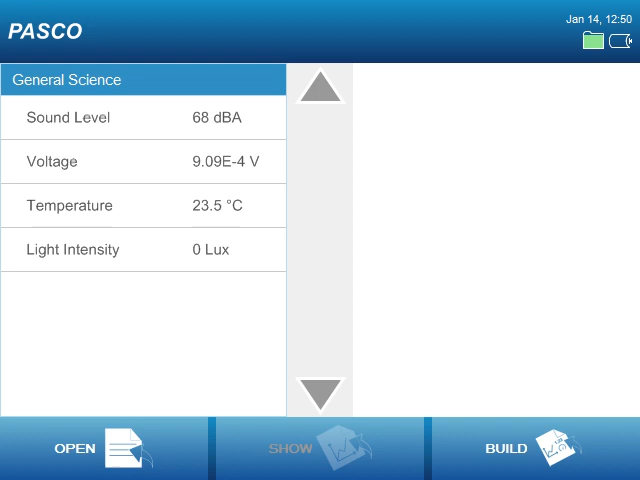 PASCO
Jan 14, 12:50
General Science
Sound Level 68 dBA
Voltage 9.09E-4 V
Temperature 23.5 °C
Light Intensity 0 Lux
OPEN SHOW BUILD